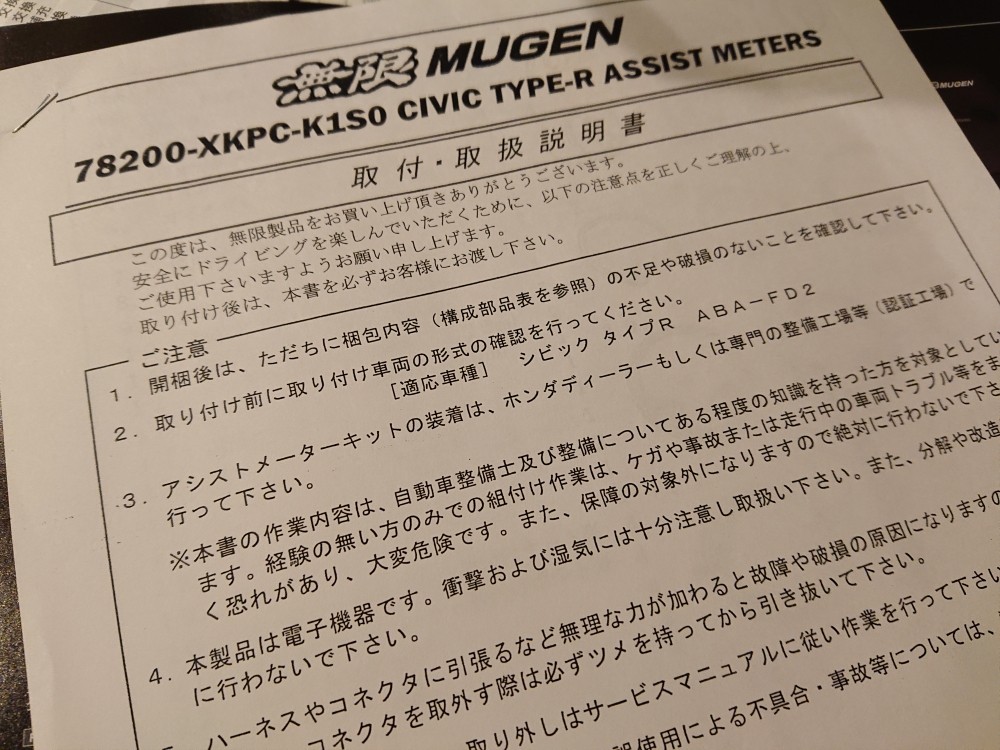 交換
交換
無限 MUGEN
MUGEN
78200-XKPC-K1S0 CIVIC TYPE-R ASSIST METERS
取付・取扱説明書
この度は、無限製品をお買い上げ頂きありがとうございます。
安全にドライビングを楽しんでいただくために、以下の注意点を正しくご理解の上、
ご使用下さいますようお願い申し上げます。
取り付け後は、本書を必ずお客様にお渡し下さい。
ご注意
1. 開梱後は、ただちに梱包内容（構成部品表を参照）の不足や破損のないことを確認して下さい。
2. 取り付け前に取り付け車両の形式の確認を行ってください。
[適応車種] シビック タイプR ABA-FD2
3. アシストメーターキットの装着は、ホンダディーラーもしくは専門の整備工場等（認証工場）で
行って下さい。
※本書の作業内容は、自動車整備士及び整備についてある程度の知識を持った方を対象としてい
ます。経験の無い方のみでの組付け作業は、ケガや事故または走行中の車両トラブル等をま
く恐れがあり、大変危険です。また、保障の対象外になりますので絶対に行わないで下さ
4. 本製品は電子機器です。衝撃および湿気には十分注意し取扱い下さい。また、分解や改造
に行わないで下さい。
ハーネスやコネクタに引張るなど無理な力が加わると故障や破損の原因になりますの
コネクタを取外す際は必ずツメを持ってから引き抜いて下さい。
取り外しはサービスマニュアルに従い作業を行って下さい
使用による不具合・事故等については、